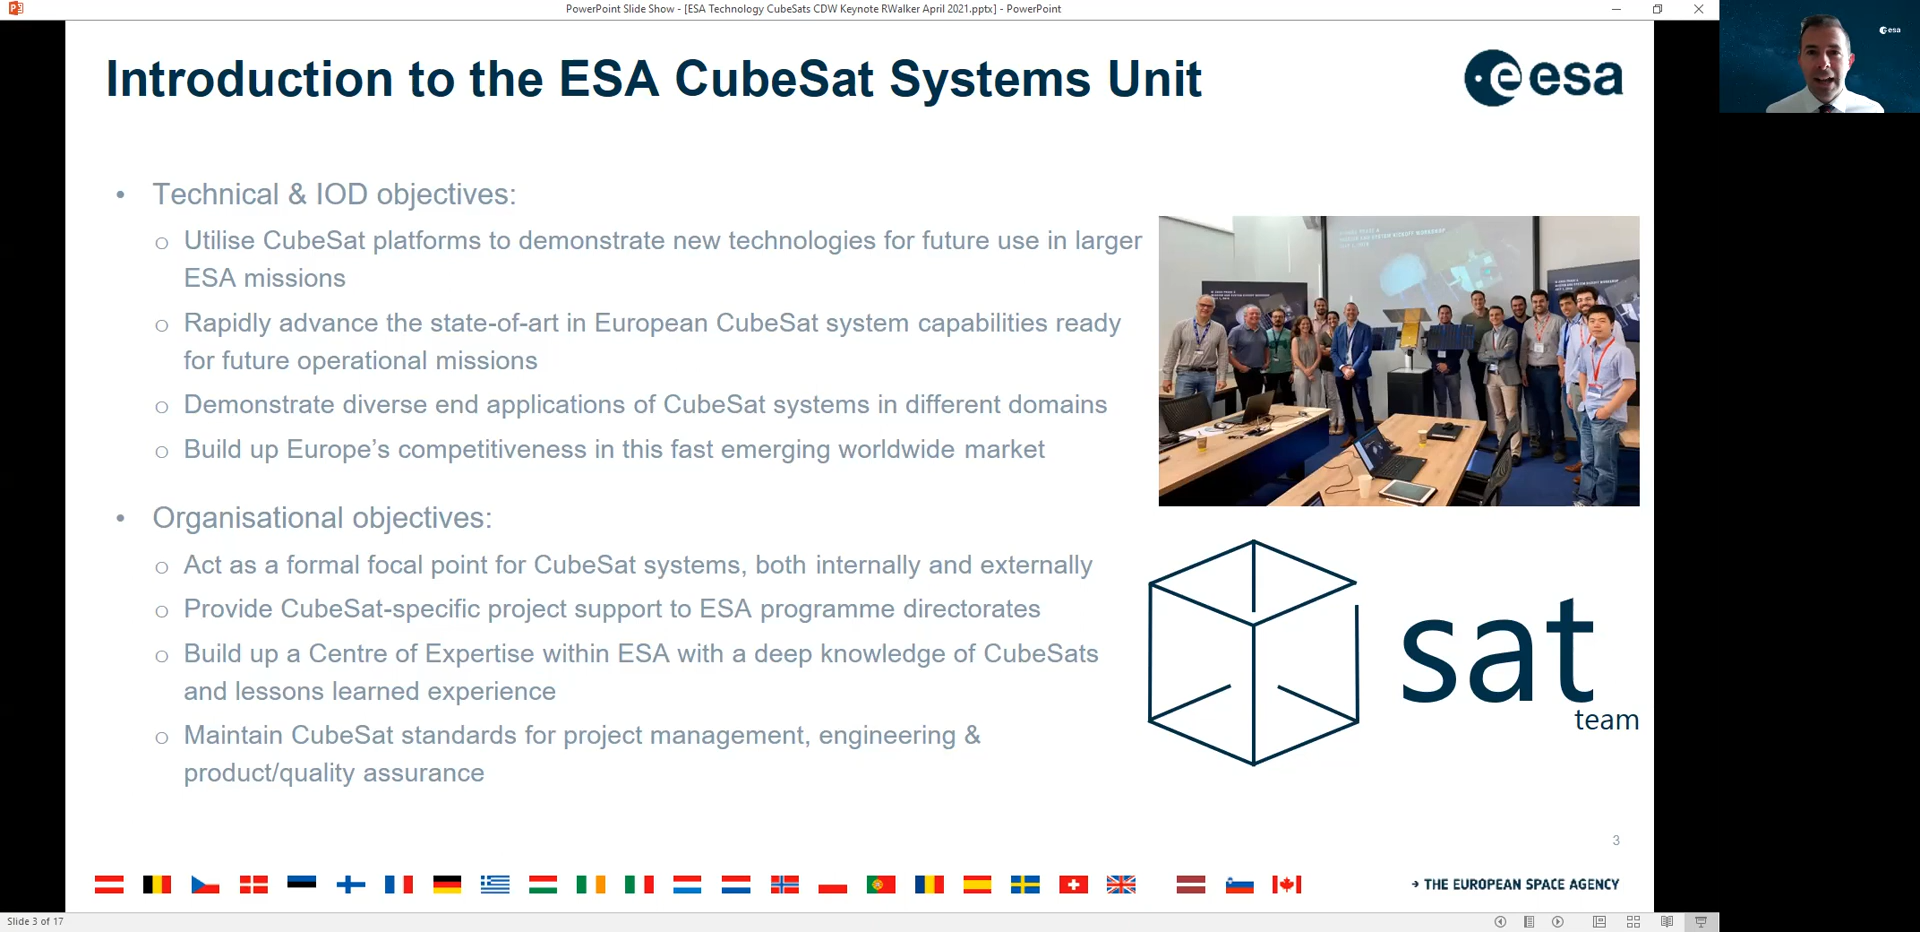 PowerPoint Slide Show - [ESA Technology CubeSats CDW Keynote RWalker April 2021.pptx] - PowerPoint
esa
Introduction to the ESA CubeSat Systems Unit
esa
• Technical & IOD objectives:
o Utilise CubeSat platforms to demonstrate new technologies for future use in larger
ESA missions
o Rapidly advance the state-of-art in European CubeSat system capabilities ready
for future operational missions
o Demonstrate diverse end applications of CubeSat systems in different domains
o Build up Europe’s competitiveness in this fast emerging worldwide market
• Organisational objectives:
o Act as a formal focal point for CubeSat systems, both internally and externally
o Provide CubeSat-specific project support to ESA programme directorates
o Build up a Centre of Expertise within ESA with a deep knowledge of CubeSats
and lessons learned experience
o Maintain CubeSat standards for project management, engineering &
product/quality assurance
sat
team
3
→ THE EUROPEAN SPACE AGENCY
Slide 3 of 17